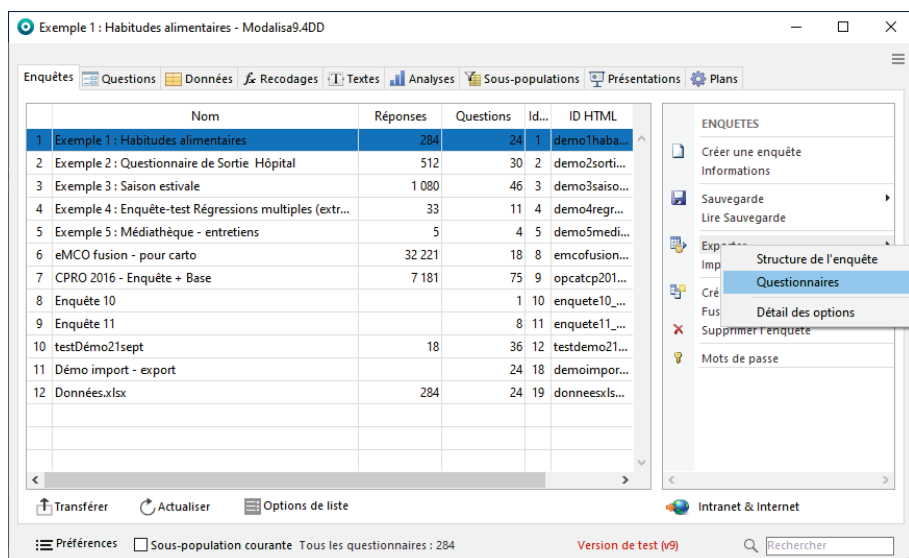 Exemple 1 : Habitudes alimentaires - Modalisa9.4DD
Enquêtes Questions Données Recodages Textes Analyses Sous-populations Présentations Plans
Nom Réponses Questions Id... ID HTML
1 Exemple 1 : Habitudes alimentaires 284 24 1 demo1haba...
2 Exemple 2 : Questionnaire de Sortie Hôpital 512 30 2 demo2sorti...
3 Exemple 3 : Saison estivale 1 080 46 3 demo3saiso...
4 Exemple 4 : Enquête-test Régressions multiples (extr... 33 11 4 demo4regr...
5 Exemple 5 : Médiathèque - entretiens 5 4 5 demo5medi...
6 eMCO fusion - pour carto 32 221 18 8 emcofusion...
7 CPRO 2016 - Enquête + Base 7 181 75 9 opcatcp201...
8 Enquête 10 1 10 enquete10_...
9 Enquête 11 8 11 enquete11_...
10 testDémo21sept 18 36 12 testdemo21...
11 Démo import - export 24 18 demoimpor...
12 Données.xlsx 284 24 19 donneesxls...
ENQUETES
Créer une enquête
Informations
Sauvegarde
Lire Sauvegarde
Structure de l'enquête
Questionnaires
Détail des options
Supprimer l'enquête
Mots de passe
Transférer Actualiser Options de liste Intranet & Internet
Préférences Sous-population courante Tous les questionnaires : 284 Version de test (v9) Rechercher